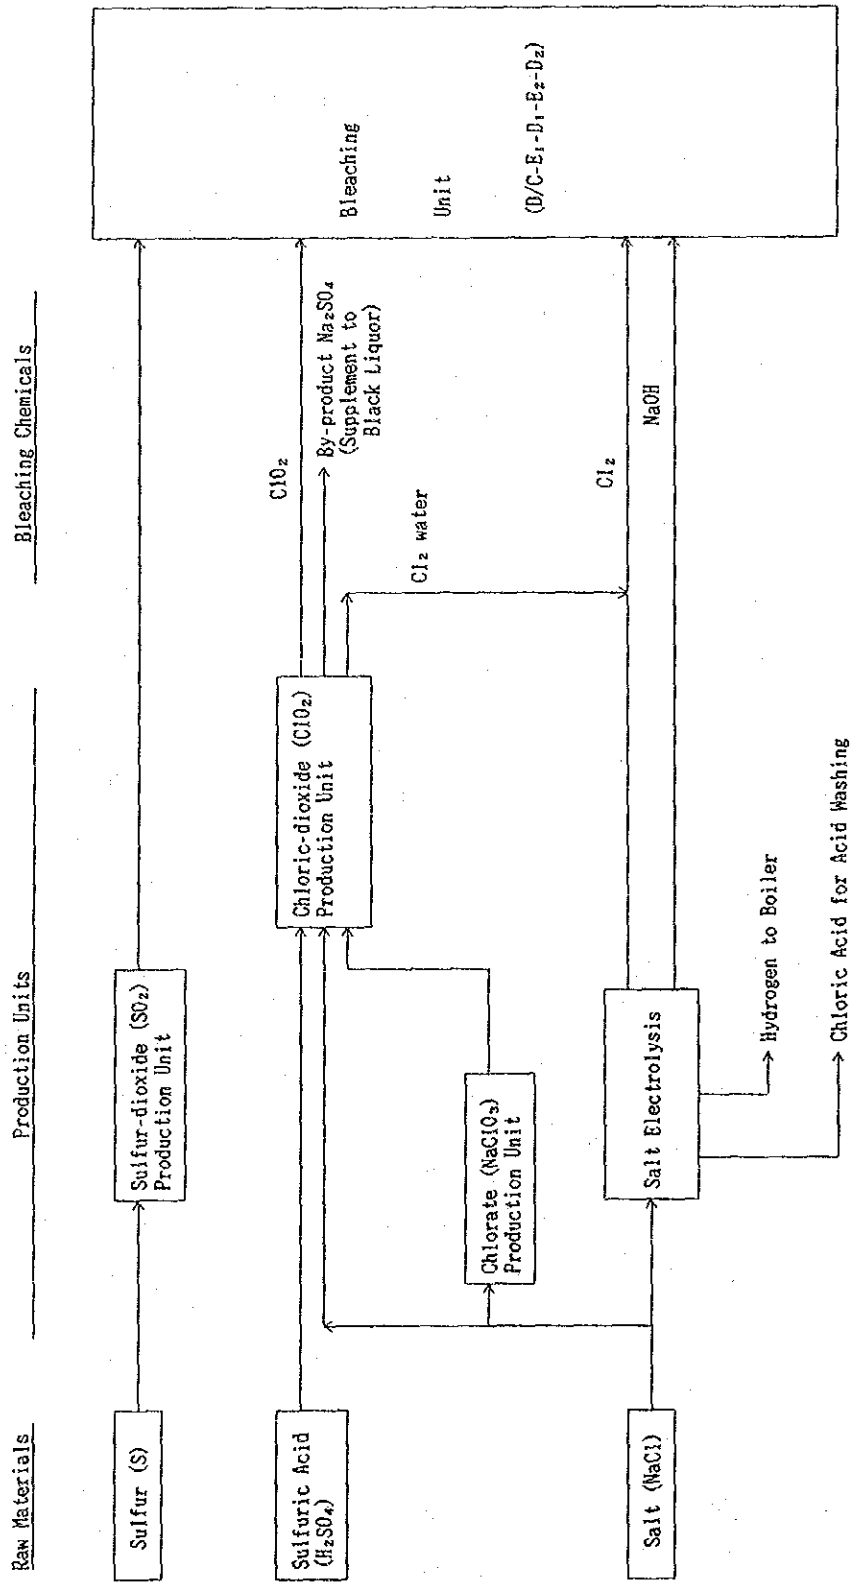 Raw Materials
Production Units
Bleaching Chemicals
Sulfur (S)
Sulfur-dioxide (SO₂)
Production Unit
Sulfuric Acid
(H₂SO₄)
Chloric-dioxide (ClO₂)
Production Unit
ClO₂
By-product Na₂SO₄
(Supplement to
Black Liquor)
Cl₂ water
Chlorate (NaClO₃)
Production Unit
Salt (NaCl)
Salt Electrolysis
Cl₂
NaOH
Hydrogen to Boiler
Chloric Acid for Acid Washing
Bleaching
Unit
(D/C-E₁-D₁-E₂-D₂)